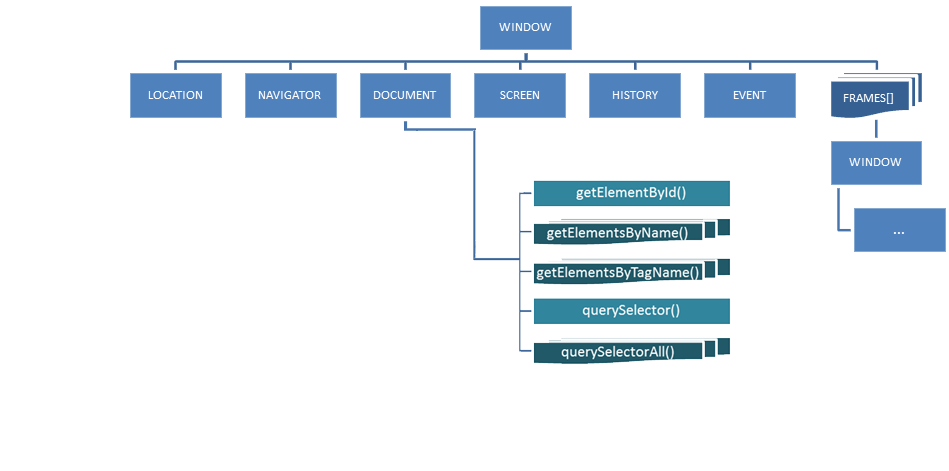 WINDOW
LOCATION
NAVIGATOR
DOCUMENT
SCREEN
HISTORY
EVENT
FRAMES[]
WINDOW
...
getElementById()
getElementsByName()
getElementsByTagName()
querySelector()
querySelectorAll()